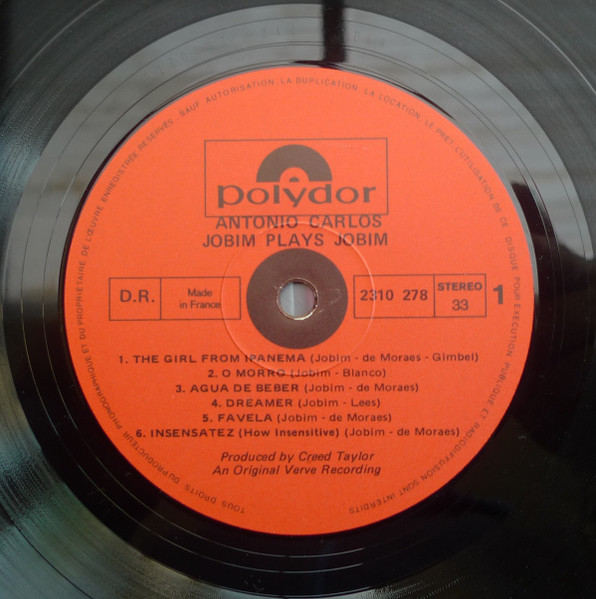 TOUS DROITS DU PRODUCTEUR PHONOGRAPHIQUE ET DU PROPRIETAIRE DE L'ŒUVRE ENREGISTRÉE RÉSERVÉS. SAUF AUTORISATION, LA DUPLICATION, LA LOCATION, LE PRÊT, L'UTILISATION DE CE DISQUE POUR EXECUTION PUBLIQUE ET RADIODIFFUSION SONT INTERDITS
polydor
ANTONIO CARLOS
JOBIM PLAYS JOBIM
D.R.
Made
in France
2310 278
STEREO
33
1
1. THE GIRL FROM IPANEMA (Jobim - de Moraes - Gimbel)
2. O MORRO (Jobim - Blanco)
3. AGUA DE BEBER (Jobim - de Moraes)
4. DREAMER (Jobim - Lees)
5. FAVELA (Jobim - de Moraes)
6. INSENSATEZ (How Insensitive) (Jobim - de Moraes)
Produced by Creed Taylor
An Original Verve Recording